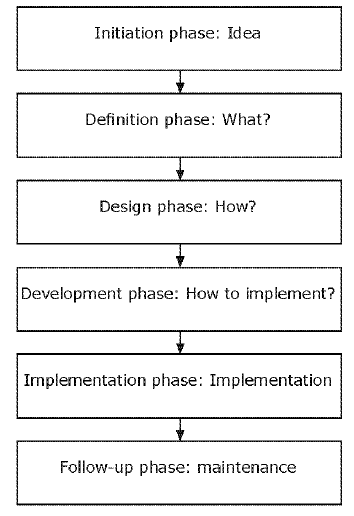 Initiation phase: Idea
Definition phase: What?
Design phase: How?
Development phase: How to implement?
Implementation phase: Implementation
Follow-up phase: maintenance